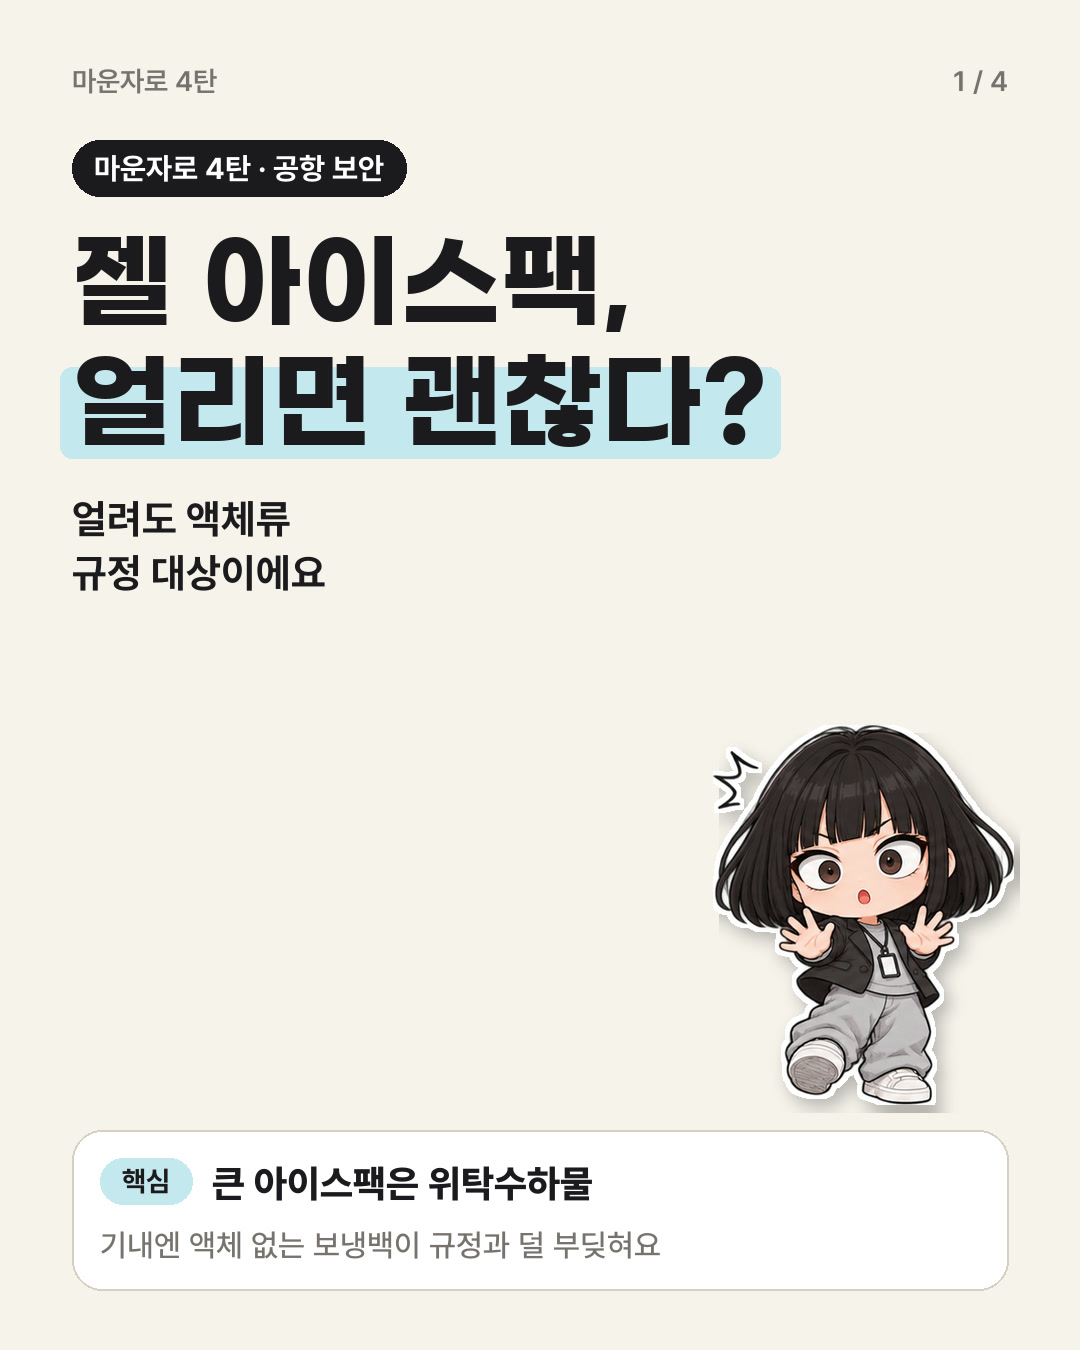 마운자로 4탄
1 / 4
마운자로 4탄 · 공항 보안
젤 아이스팩,
얼리면 괜찮다?
얼려도 액체류
규정 대상이에요
핵심 큰 아이스팩은 위탁수하물
기내엔 액체 없는 보냉백이 규정과 덜 부딪혀요